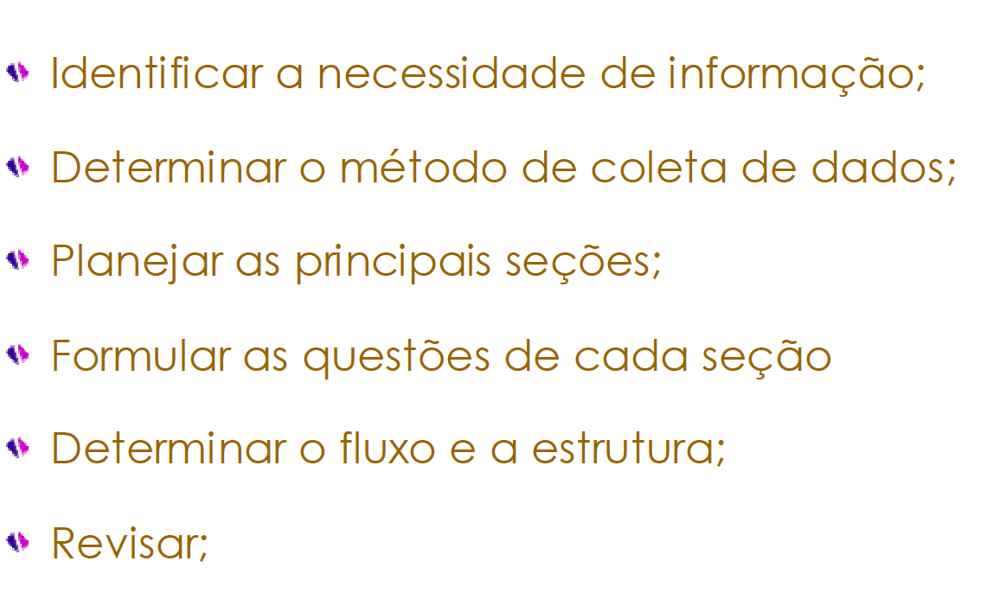 Identificar a necessidade de informação;
Determinar o método de coleta de dados;
Planejar as principais seções;
Formular as questões de cada seção
Determinar o fluxo e a estrutura;
Revisar;